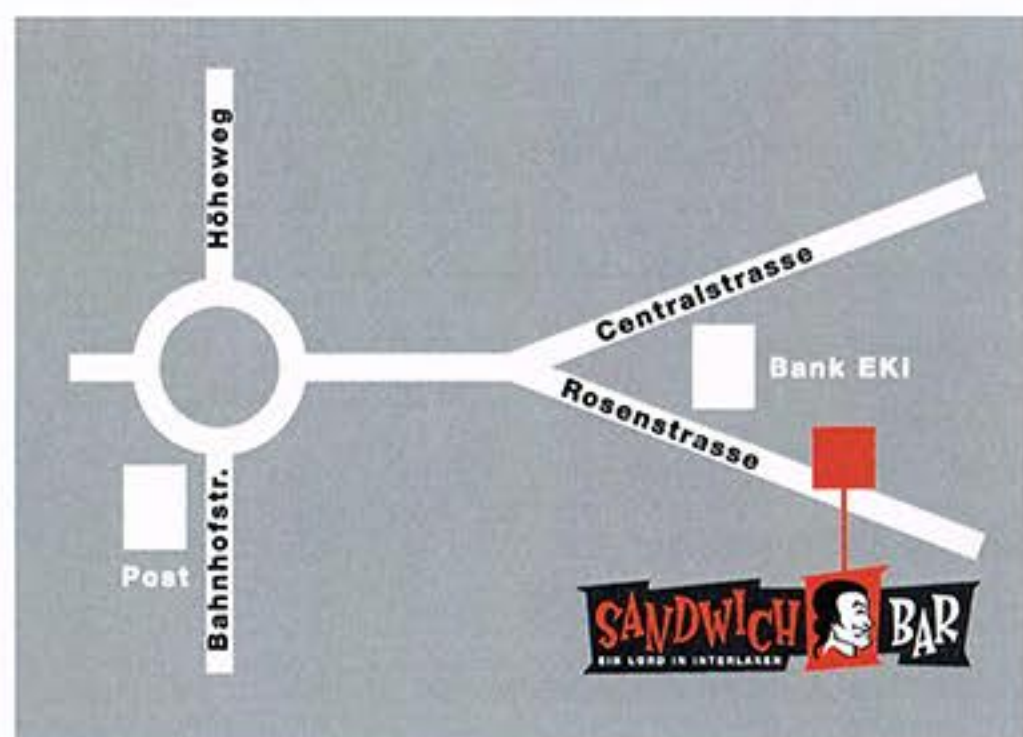 Höheweg
Centralstrasse
Bank EKI
Rosenstrasse
Bahnhofstr.
Post
SANDWICH BAR
EIN LORD IN INTERLAKEN